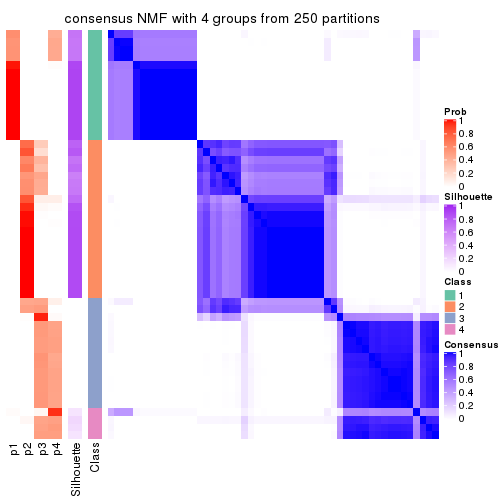 consensus NMF with 4 groups from 250 partitions
Prob
1
0.8
0.6
0.4
0.2
0
Silhouette
1
0.8
0.6
0.4
0.2
0
Class
1
2
3
4
Consensus
1
0.8
0.6
0.4
0.2
0
p1
p2
p3
p4
Silhouette
Class